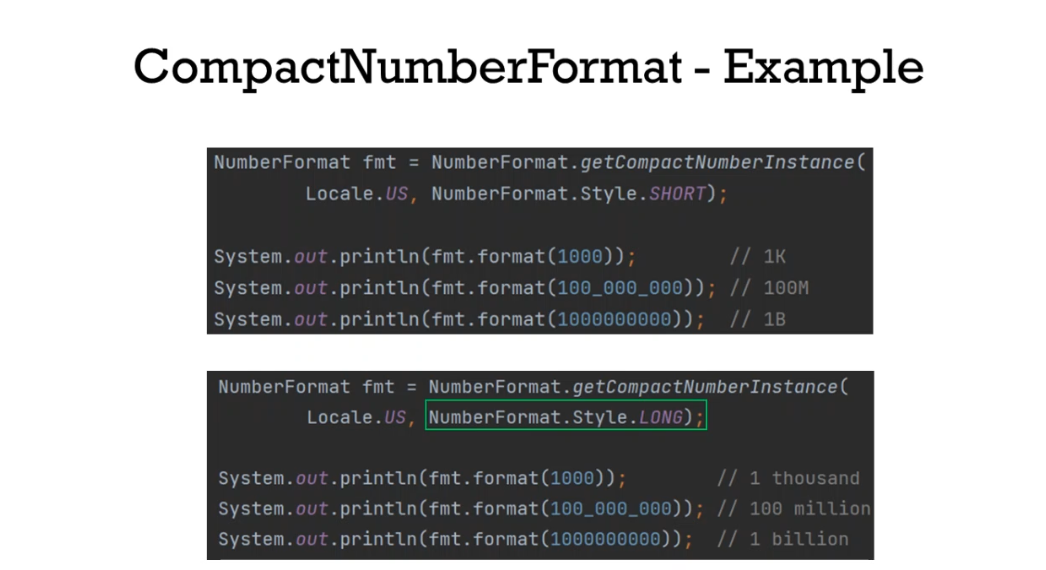 CompactNumberFormat - Example
NumberFormat fmt = NumberFormat.getCompactNumberInstance(
Locale.US, NumberFormat.Style.SHORT);
System.out.println(fmt.format(1000)); // 1K
System.out.println(fmt.format(100_000_000)); // 100M
System.out.println(fmt.format(1000000000)); // 1B
NumberFormat fmt = NumberFormat.getCompactNumberInstance(
Locale.US, NumberFormat.Style.LONG);
System.out.println(fmt.format(1000)); // 1 thousand
System.out.println(fmt.format(100_000_000)); // 100 million
System.out.println(fmt.format(1000000000)); // 1 billion